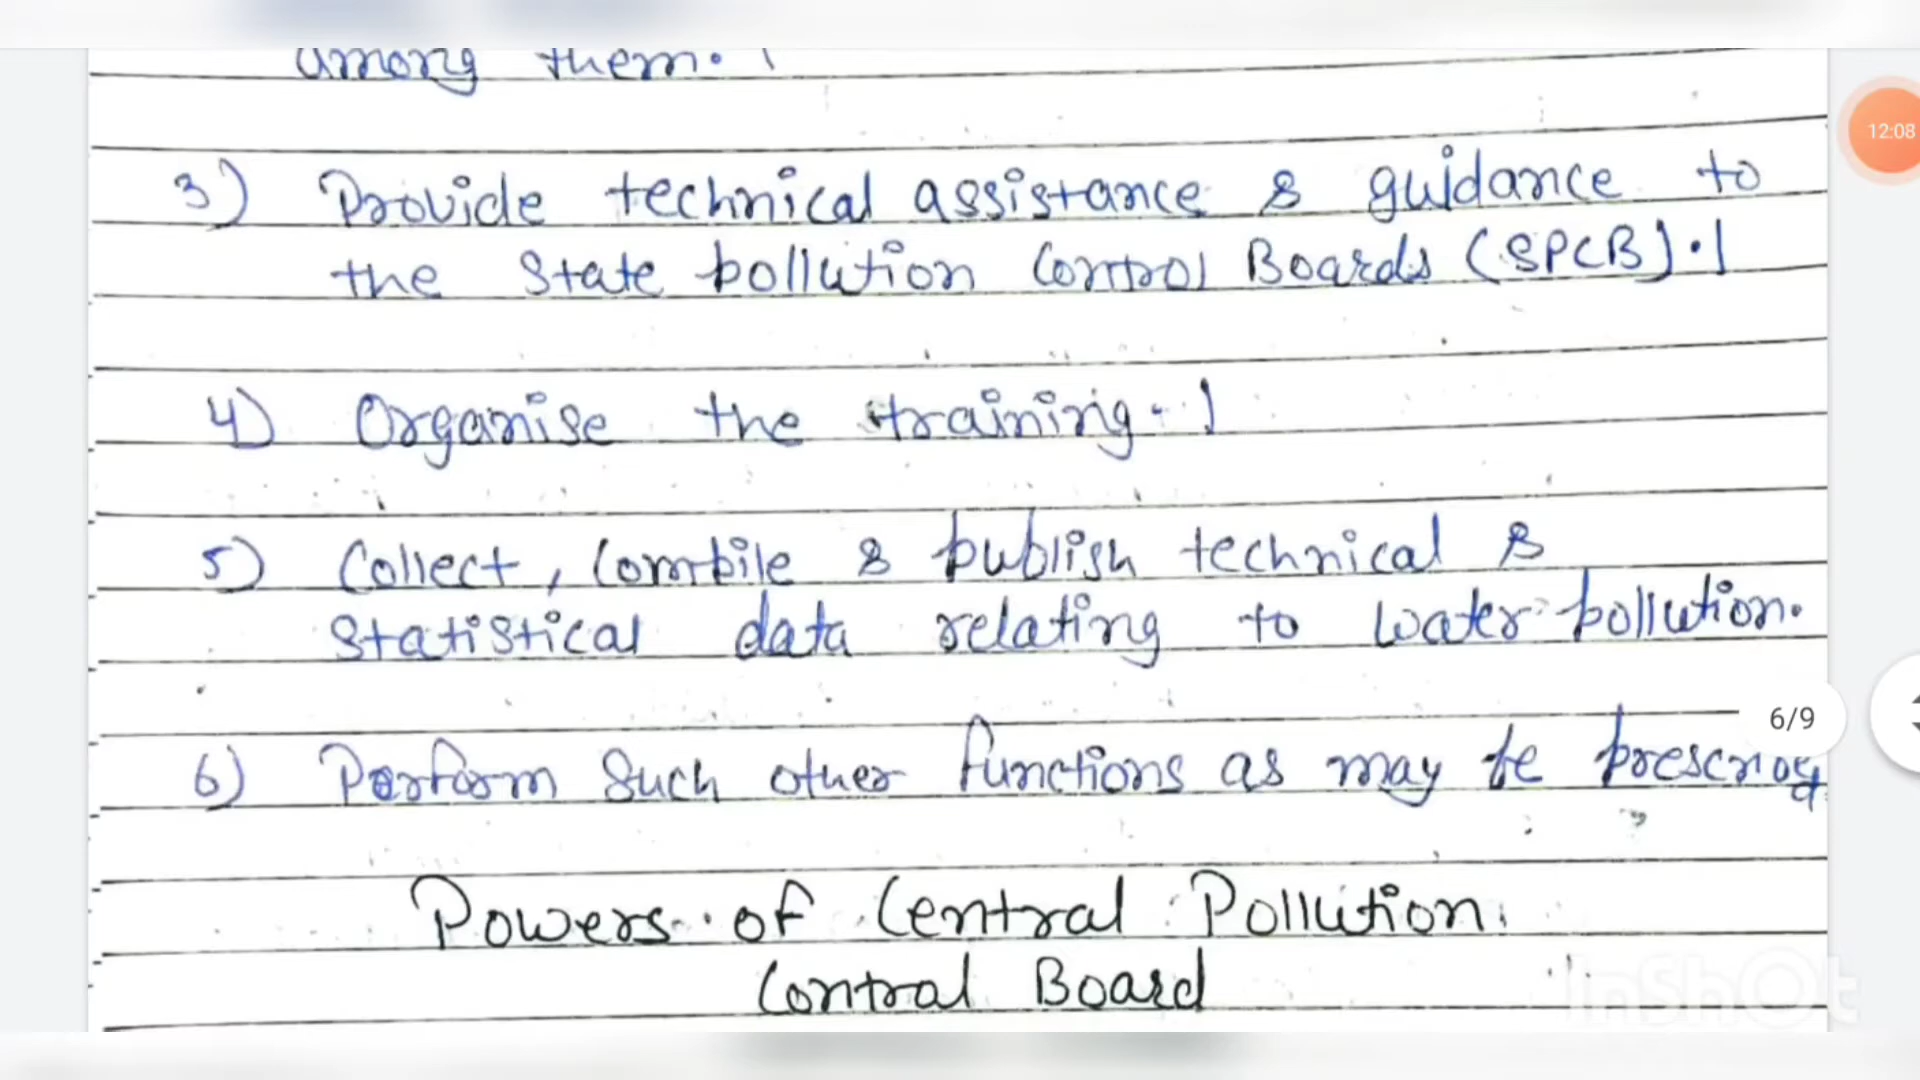 among them. |
12:08
3) Provide technical assistance & guidance to
the State pollution Control Boards (SPCB). |
4) Organise the training. |
5) Collect, Compile & publish technical &
statistical data relating to water pollution.
6/9
6) Perform Such other functions as may be
Powers of Central Pollution
Control Board
InShOt